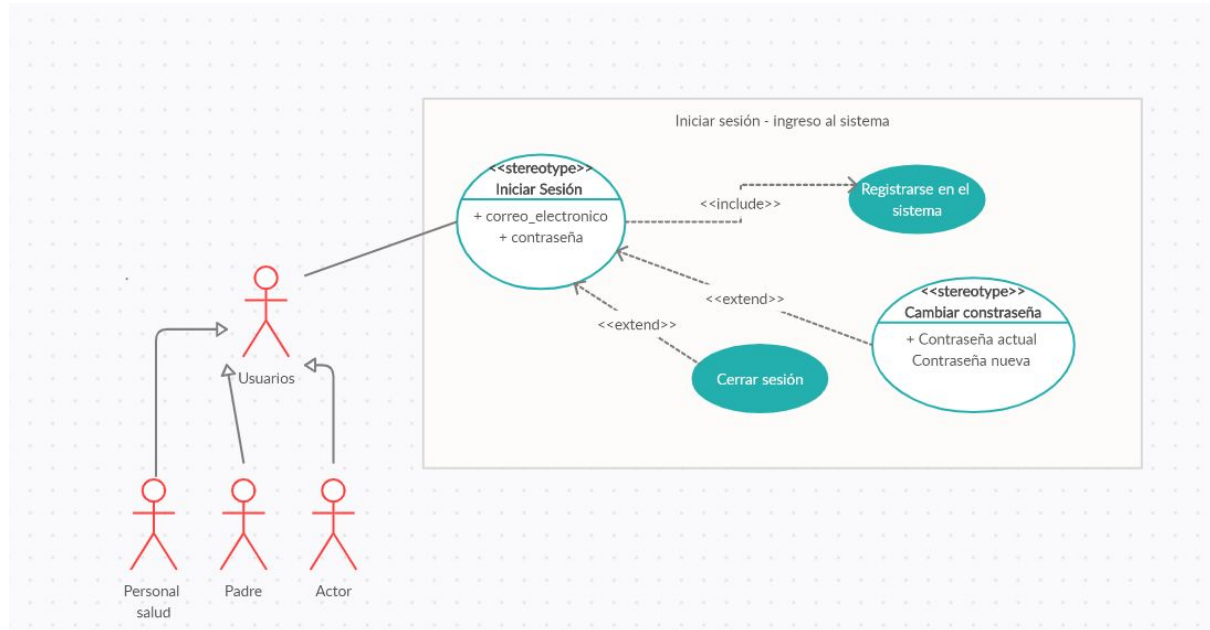 Iniciar sesión - ingreso al sistema
<<stereotype>>
Iniciar Sesión
+ correo_electronico
+ contraseña
<<include>>
Registrarse en el
sistema
<<extend>>
<<stereotype>>
Cambiar constraseña
+ Contraseña actual
Contraseña nueva
<<extend>>
Cerrar sesión
Usuarios
Personal
salud
Padre
Actor